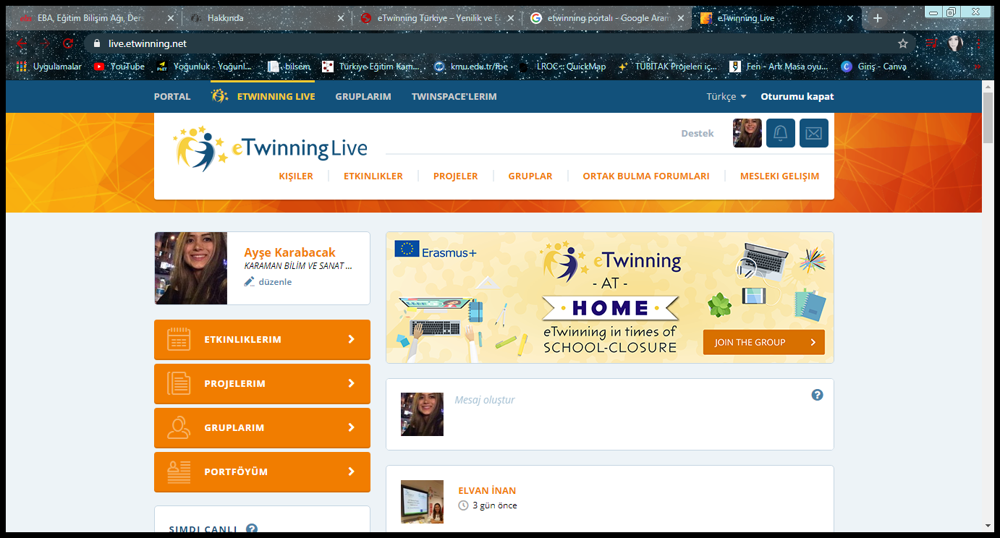 EBA, Eğitim Bilişim Ağı, Ders
Hakkında
eTwinning Türkiye – Yenilik ve E
etwinning portalı - Google Aram
eTwinning Live
live.etwinning.net
Uygulamalar
YouTube
Yoğunluk - Yoğunl...
bilsem
Türkiye Eğitim Kam...
kmu.edu.tr/fbe
LROC :: QuickMap
TÜBİTAK Projeleri iç...
Fen - Artı Masa oyu...
Giriş - Canva
PORTAL
ETWINNING LIVE
GRUPLARIM
TWINSPACE'LERIM
Türkçe
Oturumu kapat
eTwinning Live
Destek
KIŞILER
ETKINLIKLER
PROJELER
GRUPLAR
ORTAK BULMA FORUMLARI
MESLEKI GELIŞIM
Ayşe Karabacak
KARAMAN BİLİM VE SANAT ...
düzenle
ETKINLIKLERIM
PROJELERIM
GRUPLARIM
PORTFÖYÜM
ŞIMDI CANLI
Erasmus+
eTwinning
- AT -
HOME
eTwinning in times of
SCHOOL-CLOSURE
JOIN THE GROUP
Mesaj oluştur
ELVAN İNAN
3 gün önce